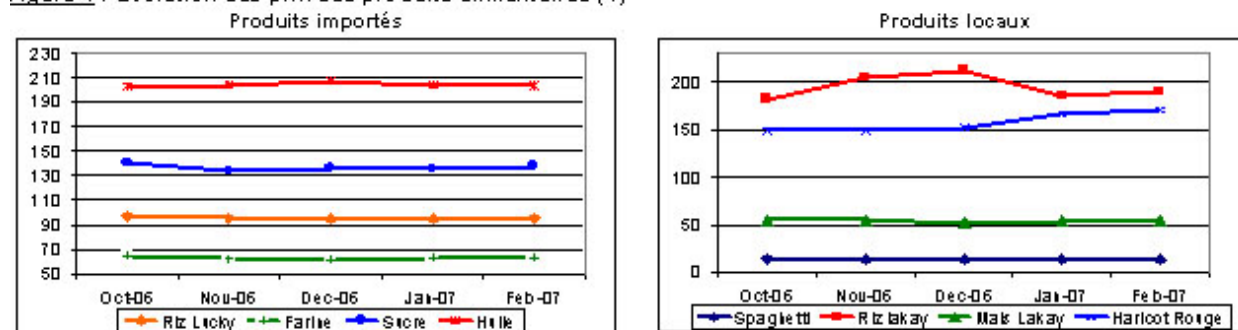 Produits importés
230
210
190
170
150
130
110
90
70
50
Oct-06 Nov-06 Dec-06 Jan-07 Feb-07
Riz Lucky Farine Sucre Huile
Produits locaux
200
150
100
50
0
Oct-06 Nov-06 Dec-06 Jan-07 Feb-07
Spaghetti Riz lakay Maïs Lakay Haricot Rouge